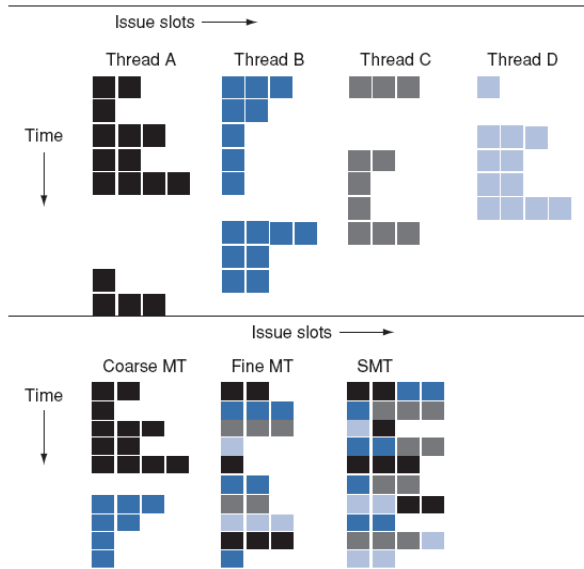 Issue slots
Thread A Thread B Thread C Thread D
Time
Issue slots
Coarse MT Fine MT SMT
Time